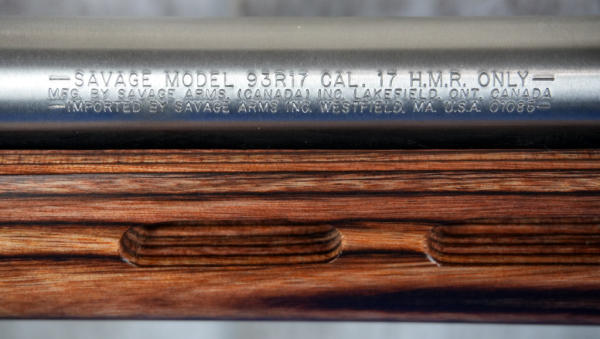 —SAVAGE MODEL 93R17 CAL. 17 H.M.R. ONLY—
MFG. BY SAVAGE ARMS, (CANADA) INC. LAKEFIELD, ONT. CANADA
—IMPORTED BY SAVAGE ARMS INC. WESTFIELD, MA. U.S.A. 01085—